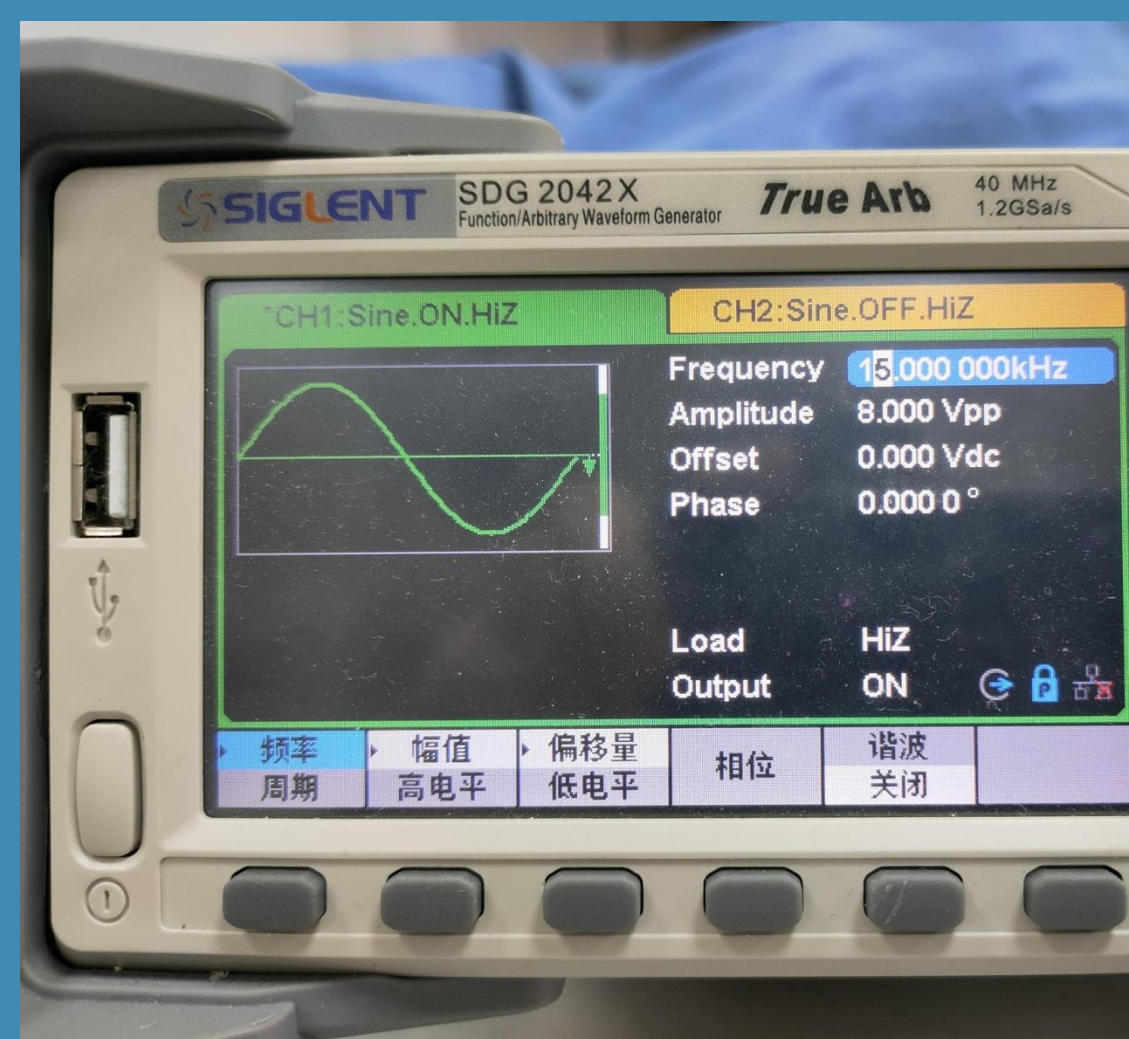 SIGLENT
SDG 2042X
Function/Arbitrary Waveform Generator
True Arb
40 MHz
1.2GSa/s
*CH1:Sine.ON.HiZ
CH2:Sine.OFF.HiZ
Frequency 15.000 000kHz
Amplitude 8.000 Vpp
Offset 0.000 Vdc
Phase 0.000 0 °
Load HiZ
Output ON
P
频率 幅值 偏移量 相位 谐波
周期 高电平 低电平 关闭